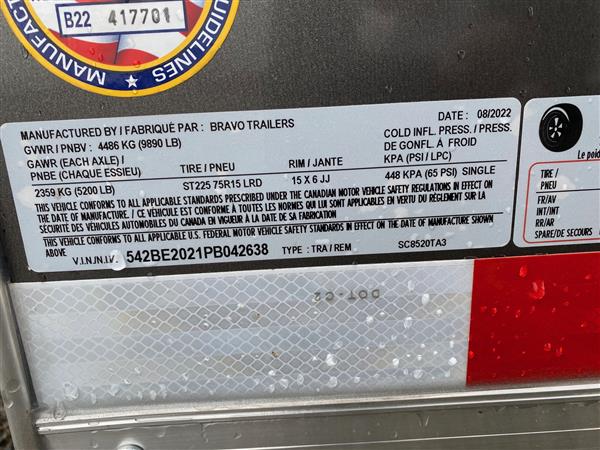 B22 417701
MANUFACT
GUIDELINES
MANUFACTURED BY / FABRIQUÉ PAR : BRAVO TRAILERS
DATE : 08/2022
GVWR / PNBV : 4486 KG (9890 LB)
COLD INFL. PRESS. / PRESS.
GAWR (EACH AXLE) /
DE GONFL. À FROID
PNBE (CHAQUE ESSIEU)
TIRE / PNEU
RIM / JANTE
KPA (PSI / LPC)
2359 KG (5200 LB)
ST225 75R15 LRD
15 X 6 JJ
448 KPA (65 PSI) SINGLE
THIS VEHICLE CONFORMS TO ALL APPLICABLE STANDARDS PRESCRIBED UNDER THE CANADIAN MOTOR VEHICLE SAFETY REGULATIONS IN EFFECT ON
THE DATE OF MANUFACTURE. / CE VÉHICULE EST CONFORME À TOUTES LES NORMES QUI LUI SONT APPLICABLES EN VERTU DU RÈGLEMENT SUR LA
SÉCURITÉ DES VÉHICULES AUTOMOBILES DU CANADA EN VIGUEUR À LA DATE DE SA FABRICATION
THIS VEHICLE CONFORMS TO ALL APPLICABLE U.S. FEDERAL MOTOR VEHICLE SAFETY STANDARDS IN EFFECT ON THE DATE OF MANUFACTURE SHOWN
ABOVE
V.I.N./N.I.V. 542BE2021PB042638
TYPE : TRA / REM
SC8520TA3
Le poid
TIRE /
PNEU
FR/AV
INT/INT
RR/AR
SPARE/DE SECOURS
DOT-C2